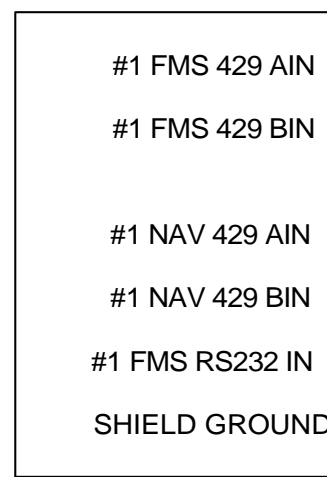 #1 FMS 429 AIN
#1 FMS 429 BIN
#1 NAV 429 AIN
#1 NAV 429 BIN
#1 FMS RS232 IN
SHIELD GROUND